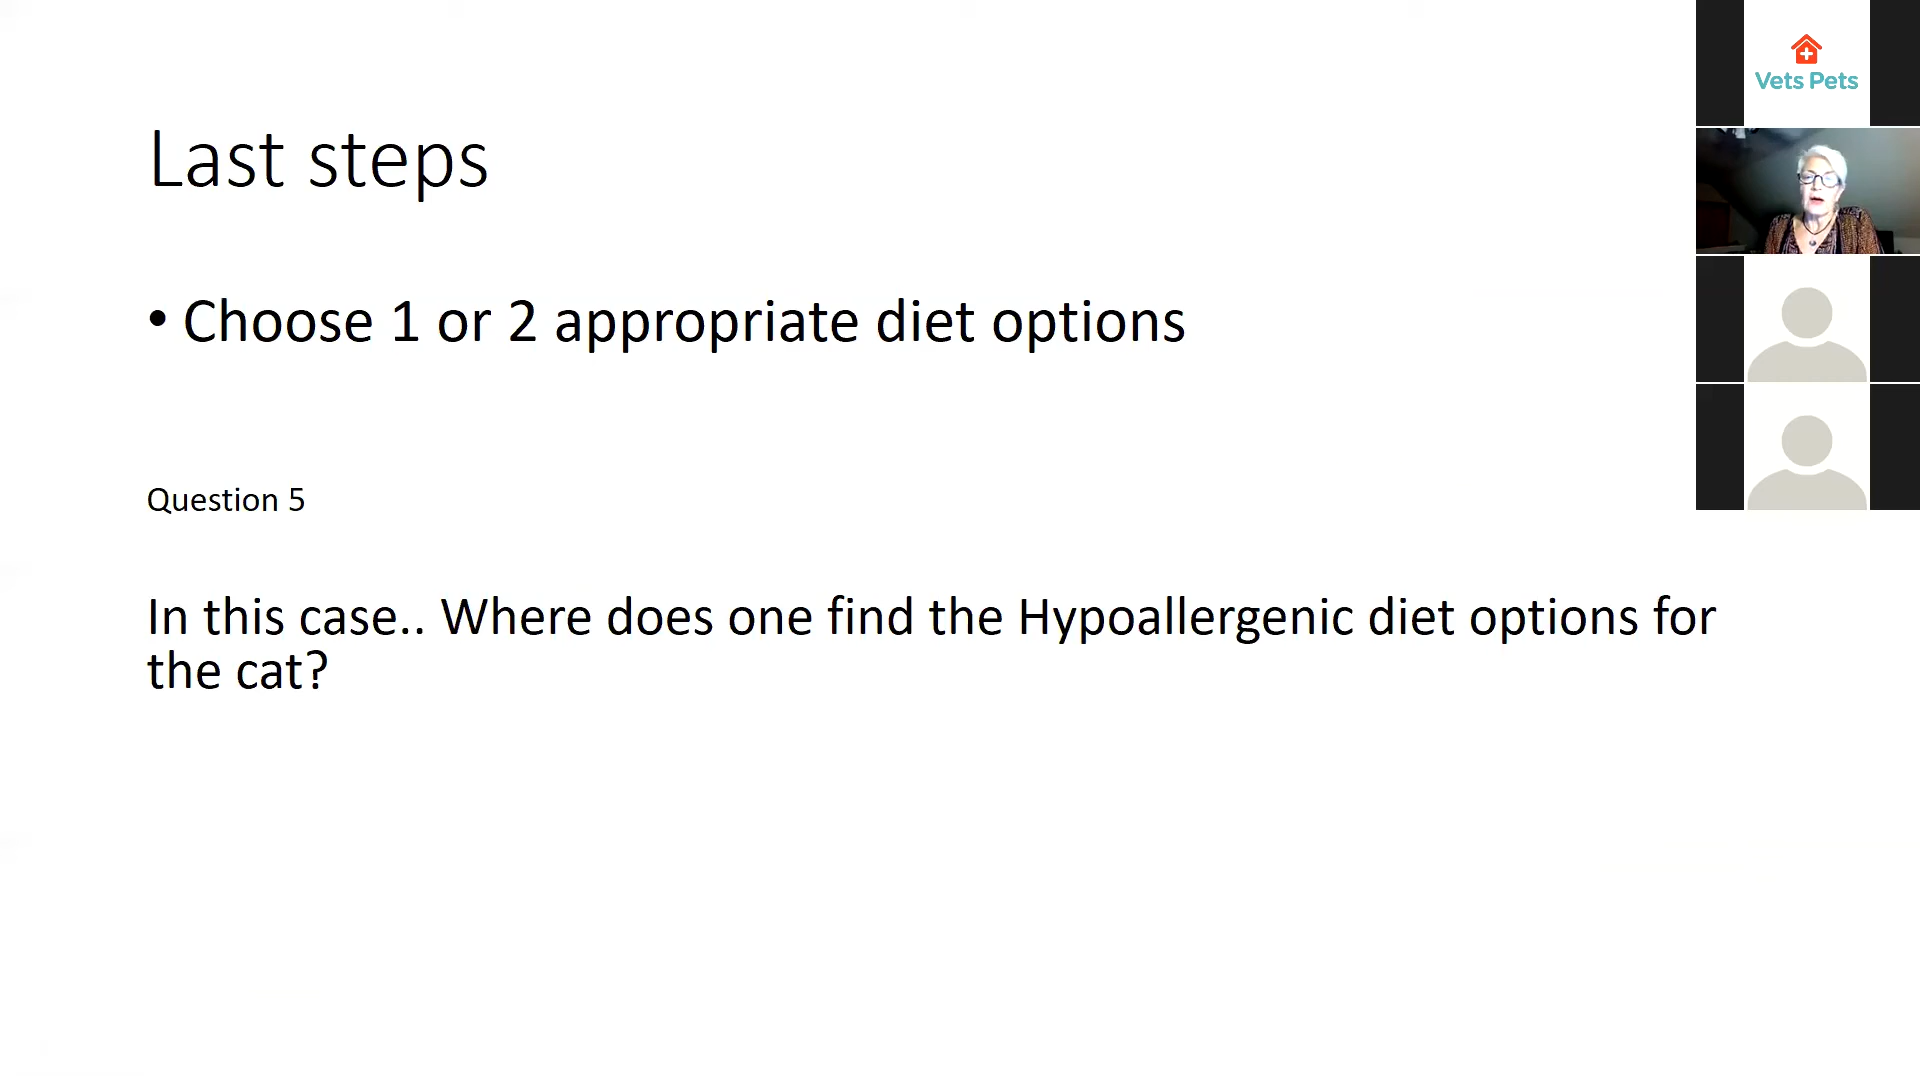 Last steps
• Choose 1 or 2 appropriate diet options
Question 5
In this case.. Where does one find the Hypoallergenic diet options for
the cat?
Vets Pets